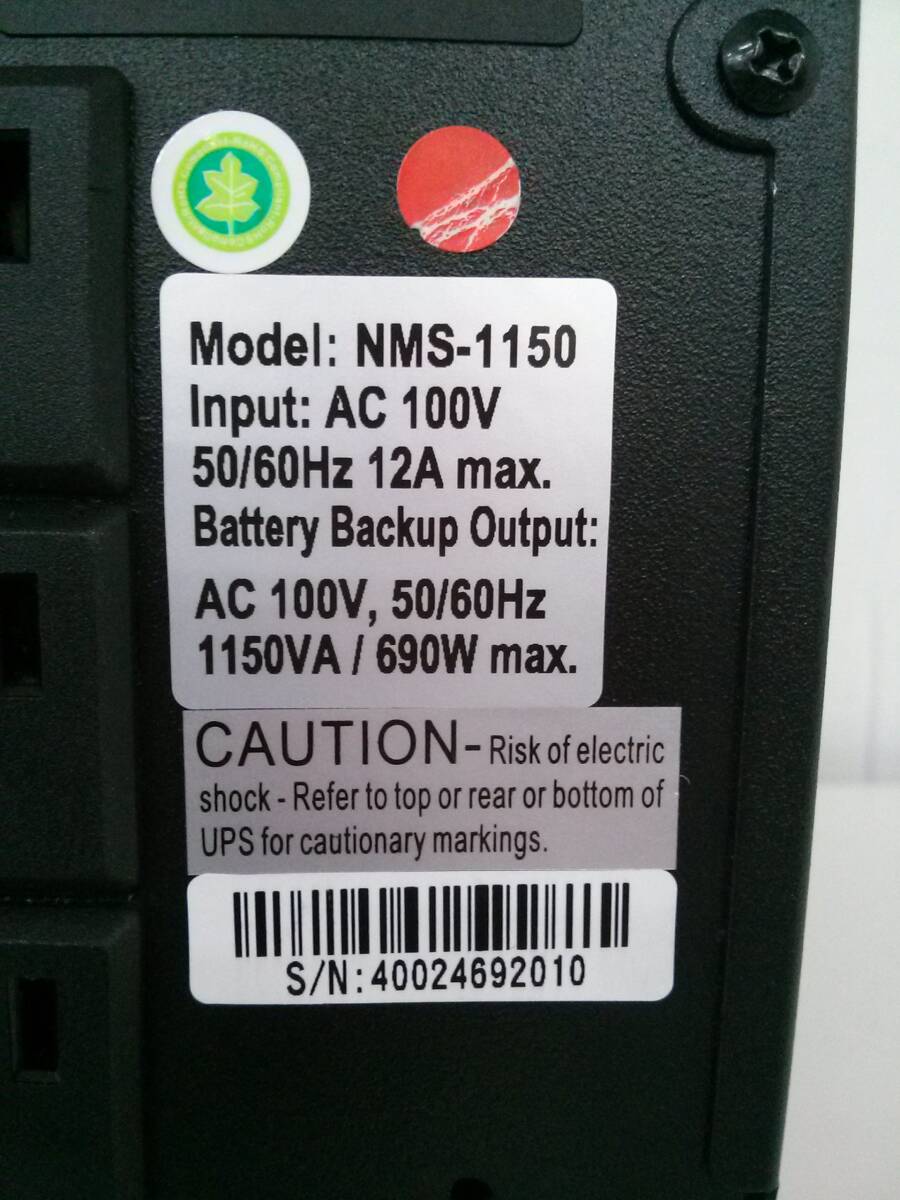 Model: NMS-1150
Input: AC 100V
50/60Hz 12A max.
Battery Backup Output:
AC 100V, 50/60Hz
1150VA / 690W max.
CAUTION- Risk of electric
shock - Refer to top or rear or bottom of
UPS for cautionary markings.
S/N:40024692010